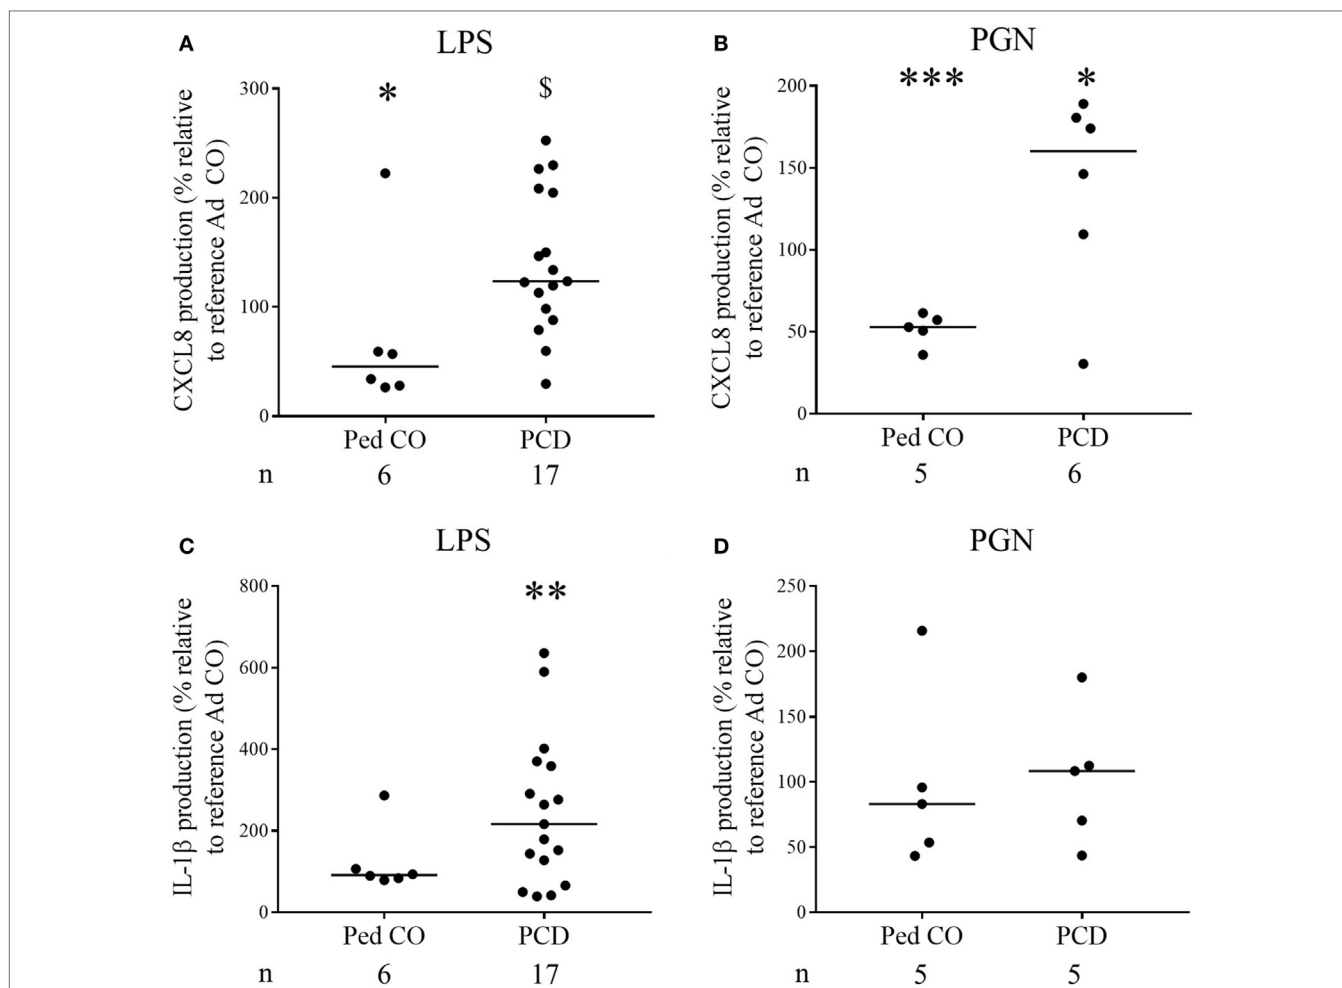 A
LPS
*
$
CXCL8 production (% relative
to reference Ad CO)
300
200
100
0
Ped CO
PCD
n
6
17
B
PGN
***
*
CXCL8 production (% relative
to reference Ad CO)
200
150
100
50
0
Ped CO
PCD
n
5
6
C
LPS
**
IL-1β production (% relative
to reference Ad CO)
800
600
400
200
0
Ped CO
PCD
n
6
17
D
PGN
IL-1β production (% relative
to reference Ad CO)
250
200
150
100
50
0
Ped CO
PCD
n
5
5